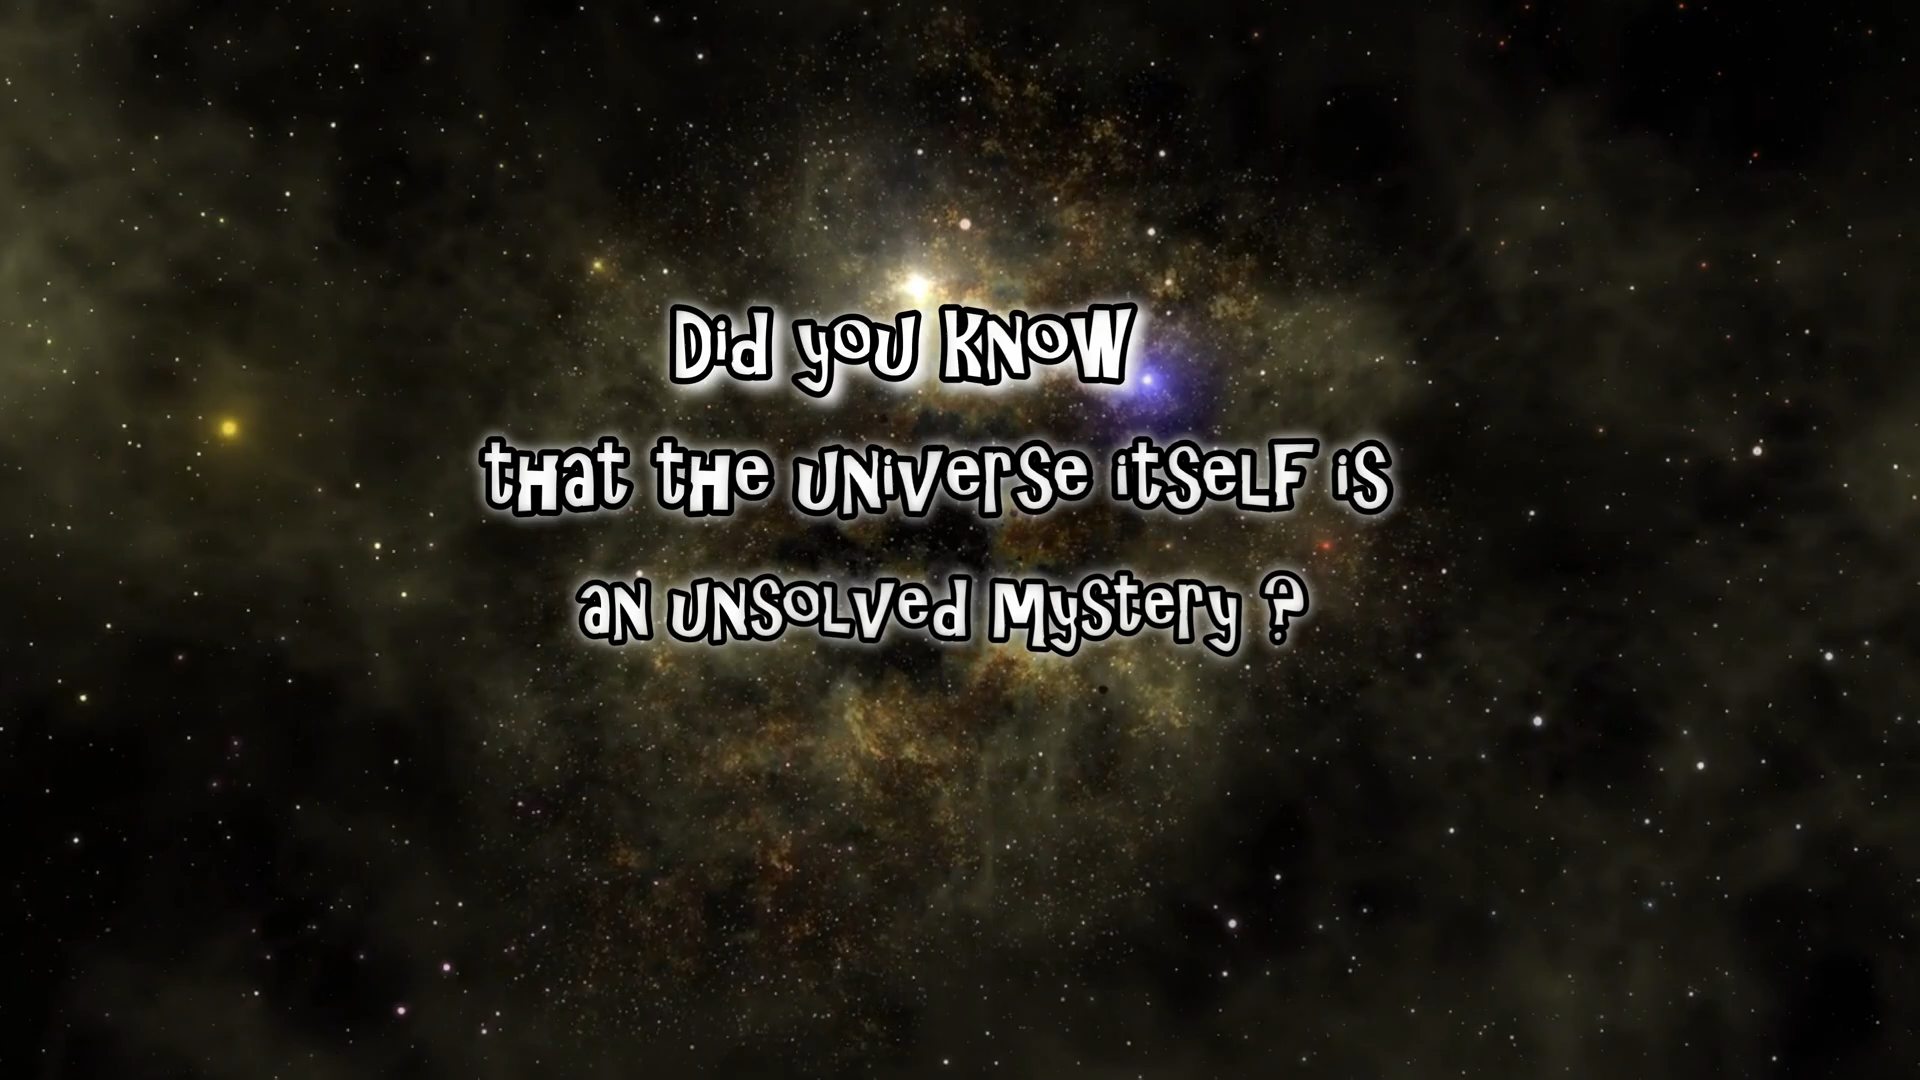 Did you know
that the universe itself is
an unsolved mystery ?